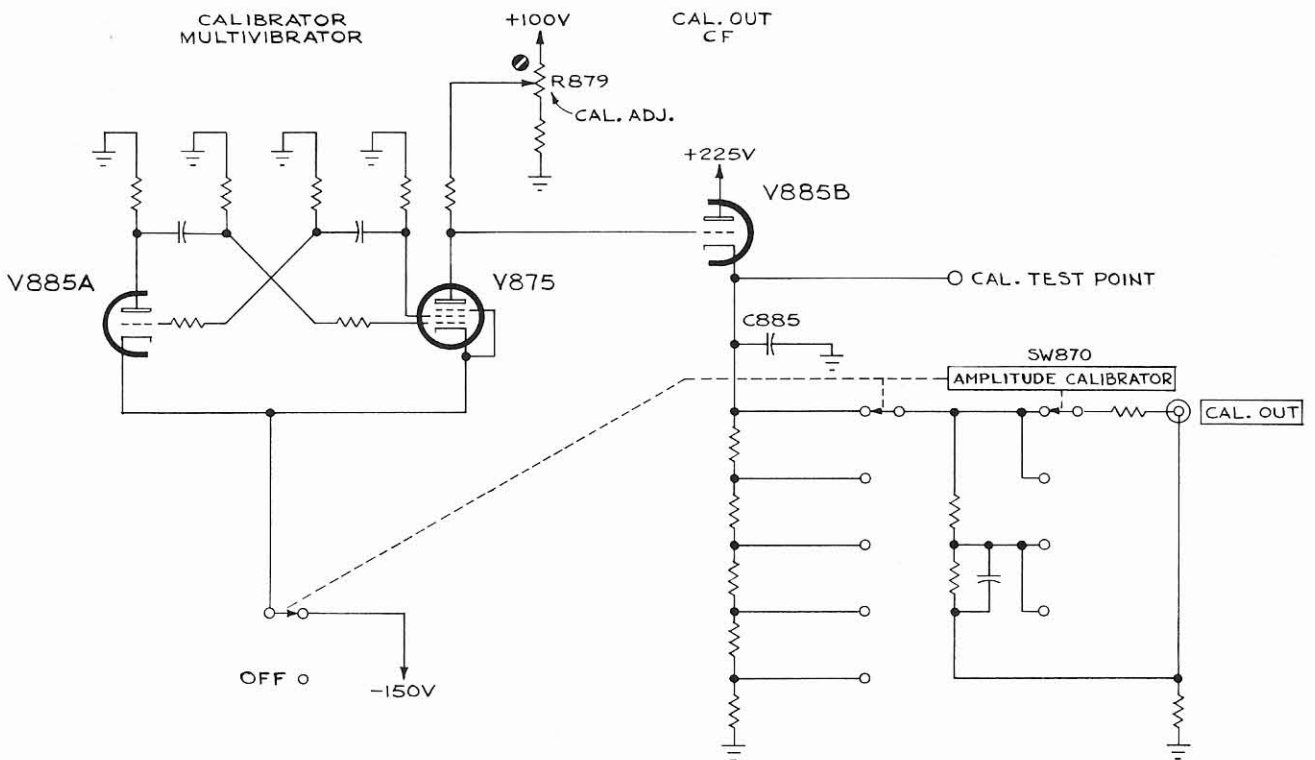 CALIBRATOR
MULTIVIBRATOR
+100V
CAL. OUT
CF
R879
CAL. ADJ.
+225V
V885B
V885A
V875
CAL. TEST POINT
C885
SW870
AMPLITUDE CALIBRATOR
CAL. OUT
OFF
-150V